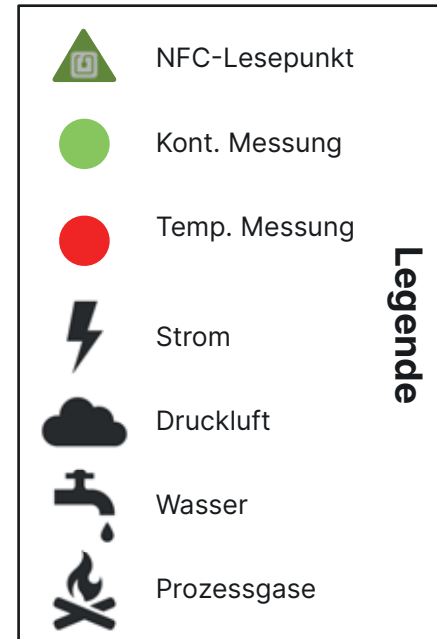 NFC-Lesepunkt
Kont. Messung
Temp. Messung
Strom
Druckluft
Wasser
Prozessgase
Legende